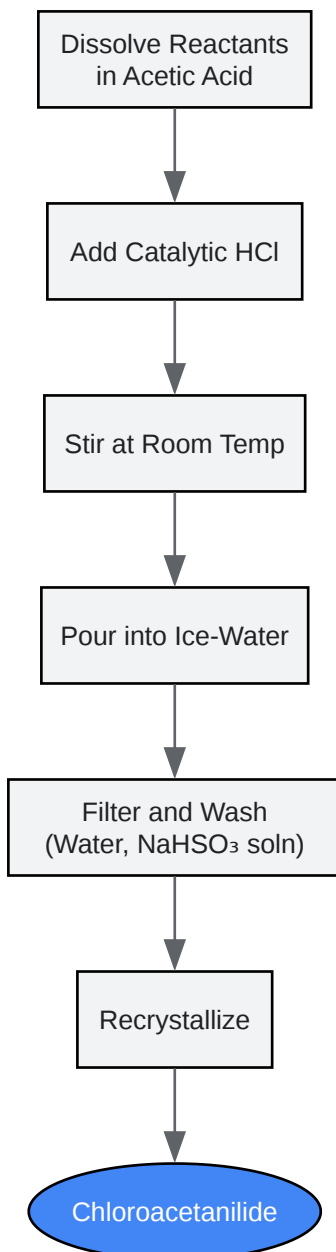 Dissolve Reactants
in Acetic Acid
Add Catalytic HCl
Stir at Room Temp
Pour into Ice-Water
Filter and Wash
(Water, NaHSO₃ soln)
Recrystallize
Chloroacetanilide